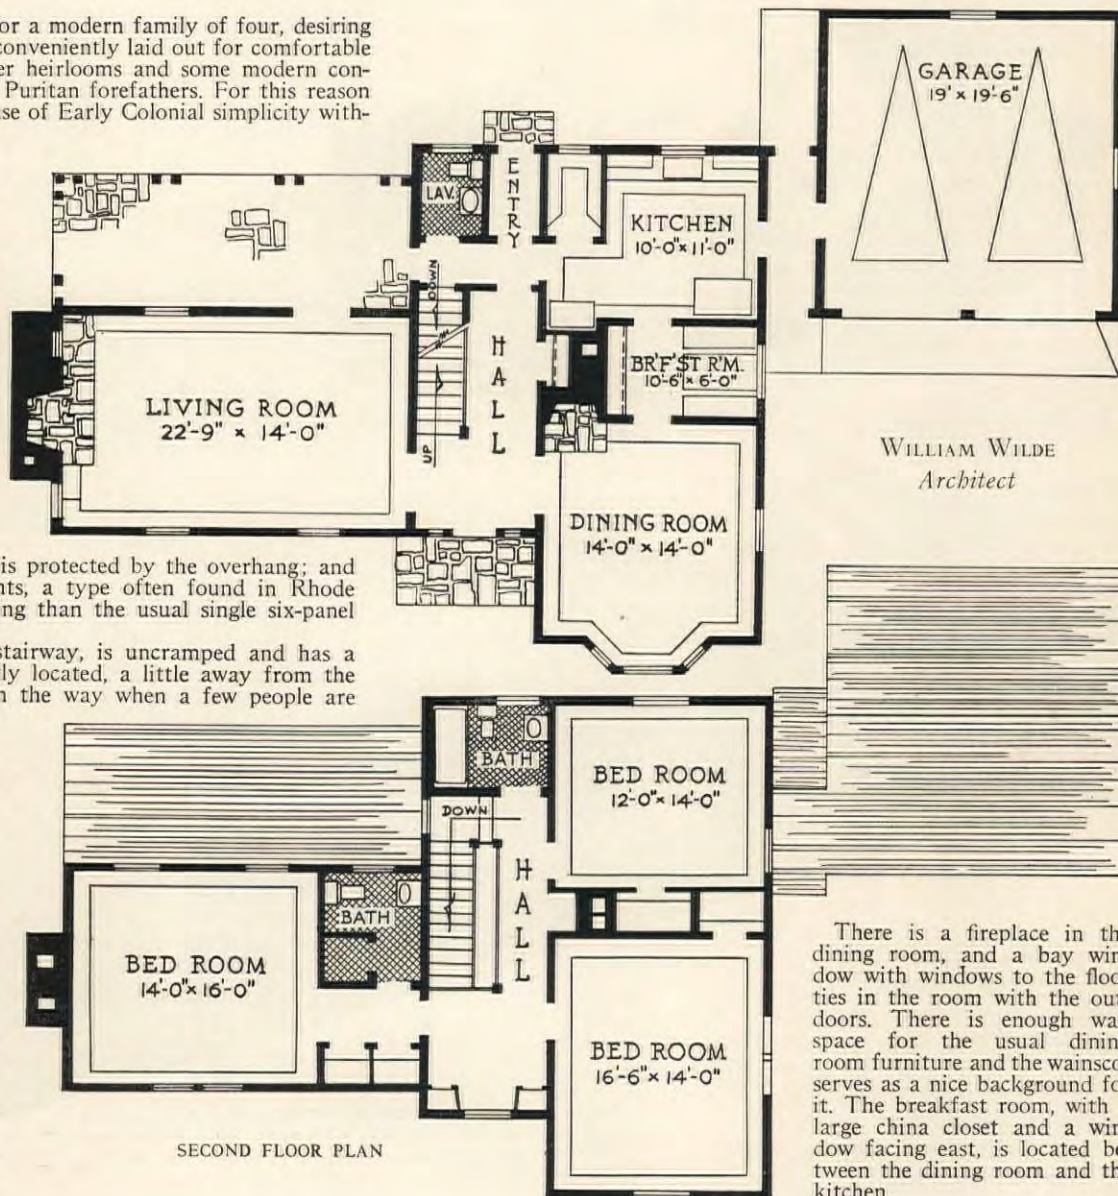 or a modern family of four, desiring
conveniently laid out for comfortable
er heirlooms and some modern con-
Puritan forefathers. For this reason
se of Early Colonial simplicity with-
GARAGE
19' x 19'-6"
LAV.
ENTRY
KITCHEN
10'-0" x 11'-0"
DOWN
HALL
BR'F'ST R'M.
10'-6" x 6'-0"
LIVING ROOM
22'-9" x 14'-0"
UP
WILLIAM WILDE
Architect
DINING ROOM
14'-0" x 14'-0"
is protected by the overhang; and
nts, a type often found in Rhode
ing than the usual single six-panel
stairway, is uncramped and has a
ly located, a little away from the
n the way when a few people are
BATH
BED ROOM
12'-0" x 14'-0"
DOWN
HALL
BATH
BED ROOM
14'-0" x 16'-0"
BED ROOM
16'-6" x 14'-0"
SECOND FLOOR PLAN
There is a fireplace in th
dining room, and a bay win
dow with windows to the floo
ties in the room with the ou
doors. There is enough wa
space for the usual dinin
room furniture and the wainsco
serves as a nice background fo
it. The breakfast room, with
large china closet and a win
dow facing east, is located be
tween the dining room and th
kitchen